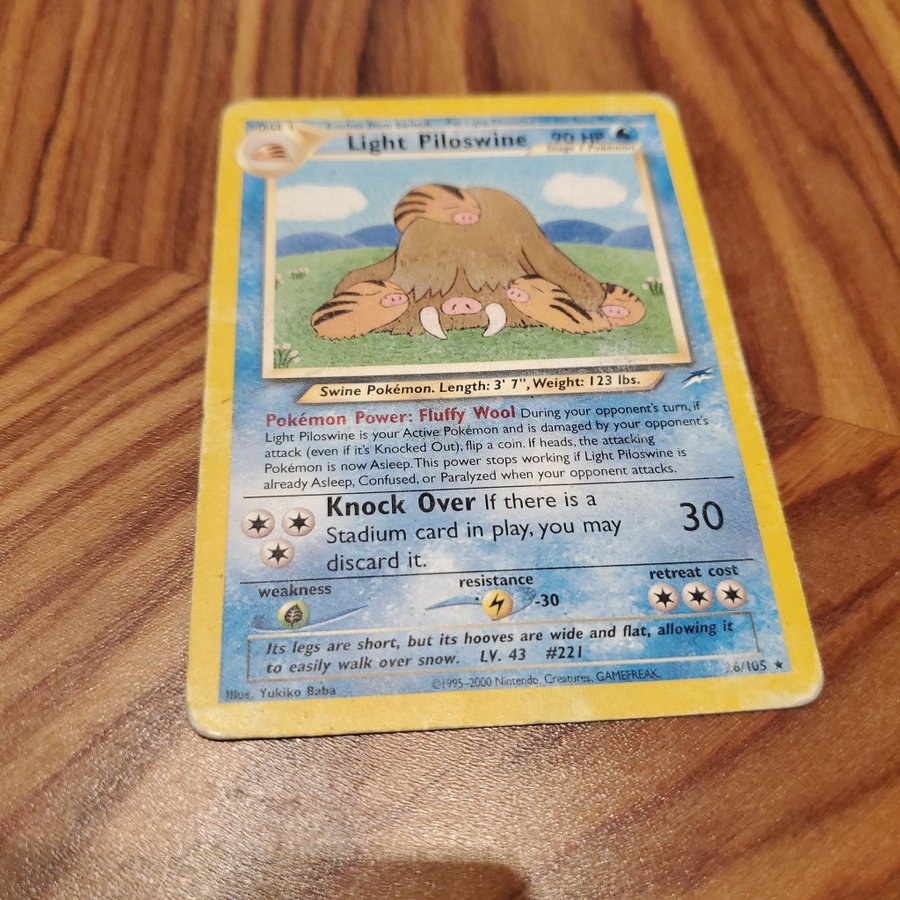 Light Piloswine 90 HP
Stage 1 Pokémon
Swine Pokémon. Length: 3' 7", Weight: 123 lbs.
Pokémon Power: Fluffy Wool During your opponent's turn, if
Light Piloswine is your Active Pokémon and is damaged by your opponent's
attack (even if it's Knocked Out), flip a coin. If heads, the attacking
Pokémon is now Asleep. This power stops working if Light Piloswine is
already Asleep, Confused, or Paralyzed when your opponent attacks.
Knock Over If there is a
Stadium card in play, you may
discard it.
30
weakness
resistance
-30
retreat cost
Its legs are short, but its hooves are wide and flat, allowing it
to easily walk over snow. LV. 43 #221
Illus. Yukiko Baba
©1995-2000 Nintendo, Creatures, GAMEFREAK.
26/105